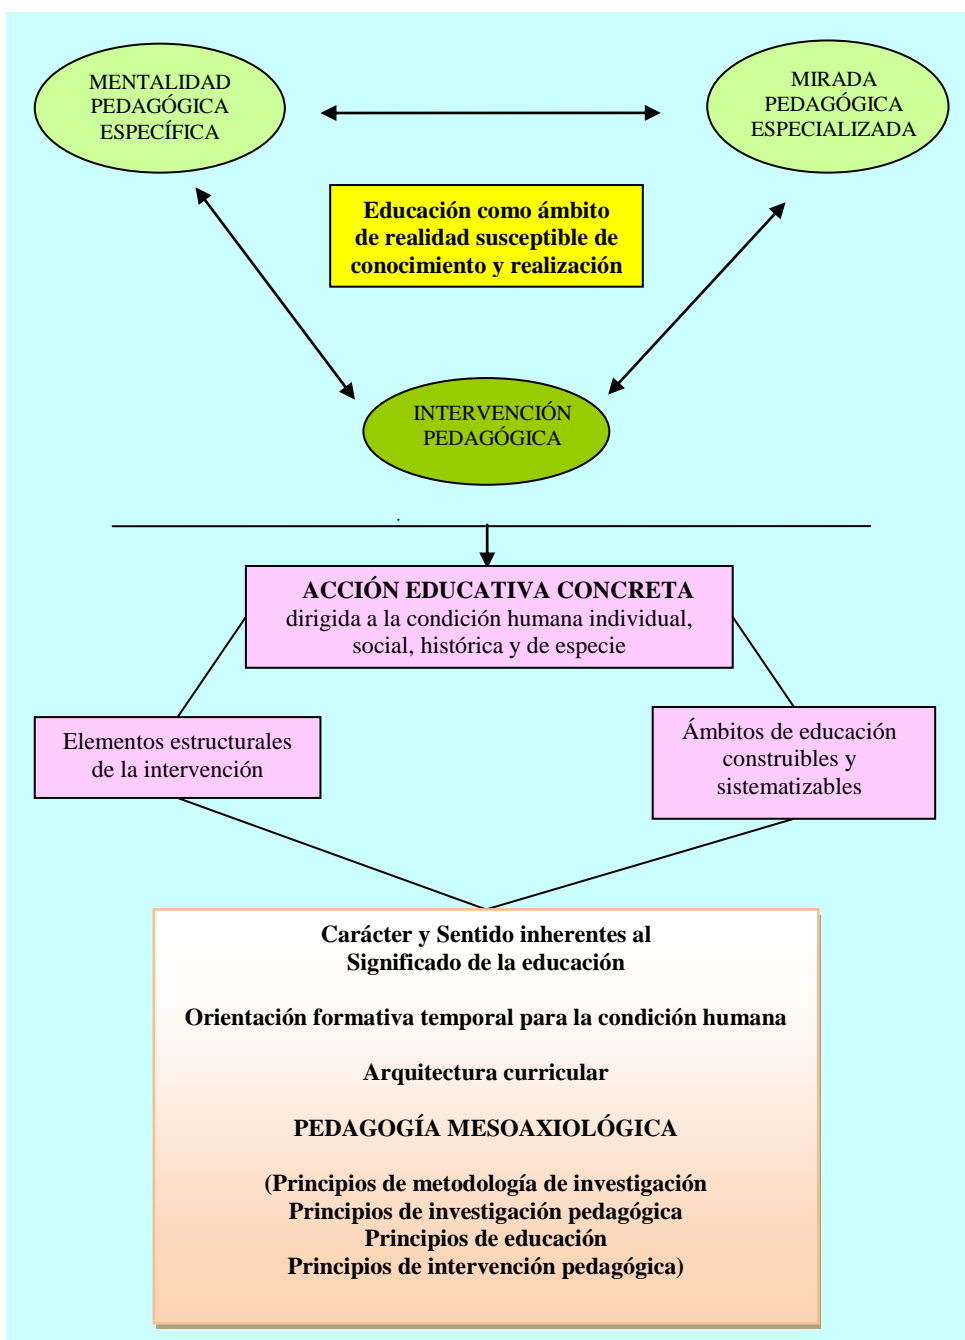 MENTALIDAD
PEDAGÓGICA
ESPECÍFICA
MIRADA
PEDAGÓGICA
ESPECIALIZADA
Educación como ámbito
de realidad susceptible de
conocimiento y realización
INTERVENCIÓN
PEDAGÓGICA
ACCIÓN EDUCATIVA CONCRETA
dirigida a la condición humana individual,
social, histórica y de especie
Elementos estructurales
de la intervención
Ámbitos de educación
construibles y
sistematizables
Carácter y Sentido inherentes al
Significado de la educación
Orientación formativa temporal para la condición humana
Arquitectura curricular
PEDAGOGÍA MESOAXIOLÓGICA
(Principios de metodología de investigación
Principios de investigación pedagógica
Principios de educación
Principios de intervención pedagógica)